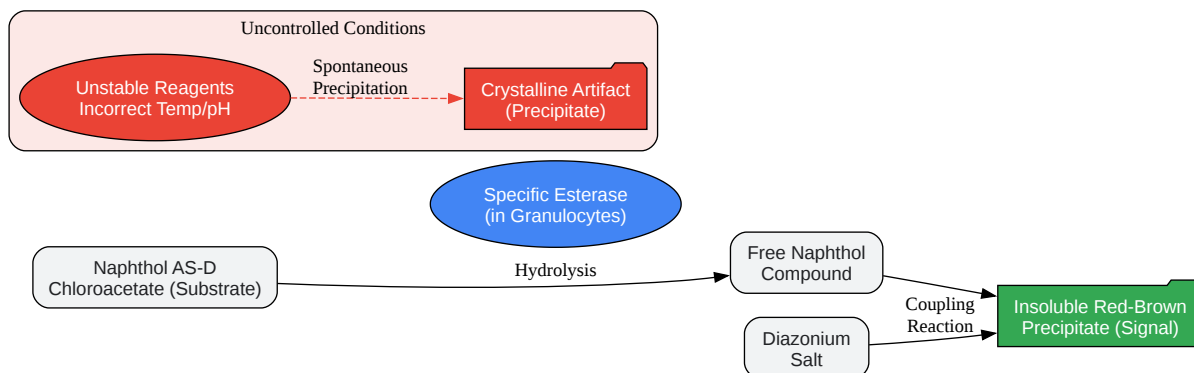 Uncontrolled Conditions
Unstable Reagents
Incorrect Temp/pH
Spontaneous
Precipitation
Crystalline Artifact
(Precipitate)
Specific Esterase
(in Granulocytes)
Naphthol AS-D
Chloroacetate (Substrate)
Hydrolysis
Free Naphthol
Compound
Diazonium
Salt
Coupling
Reaction
Insoluble Red-Brown
Precipitate (Signal)